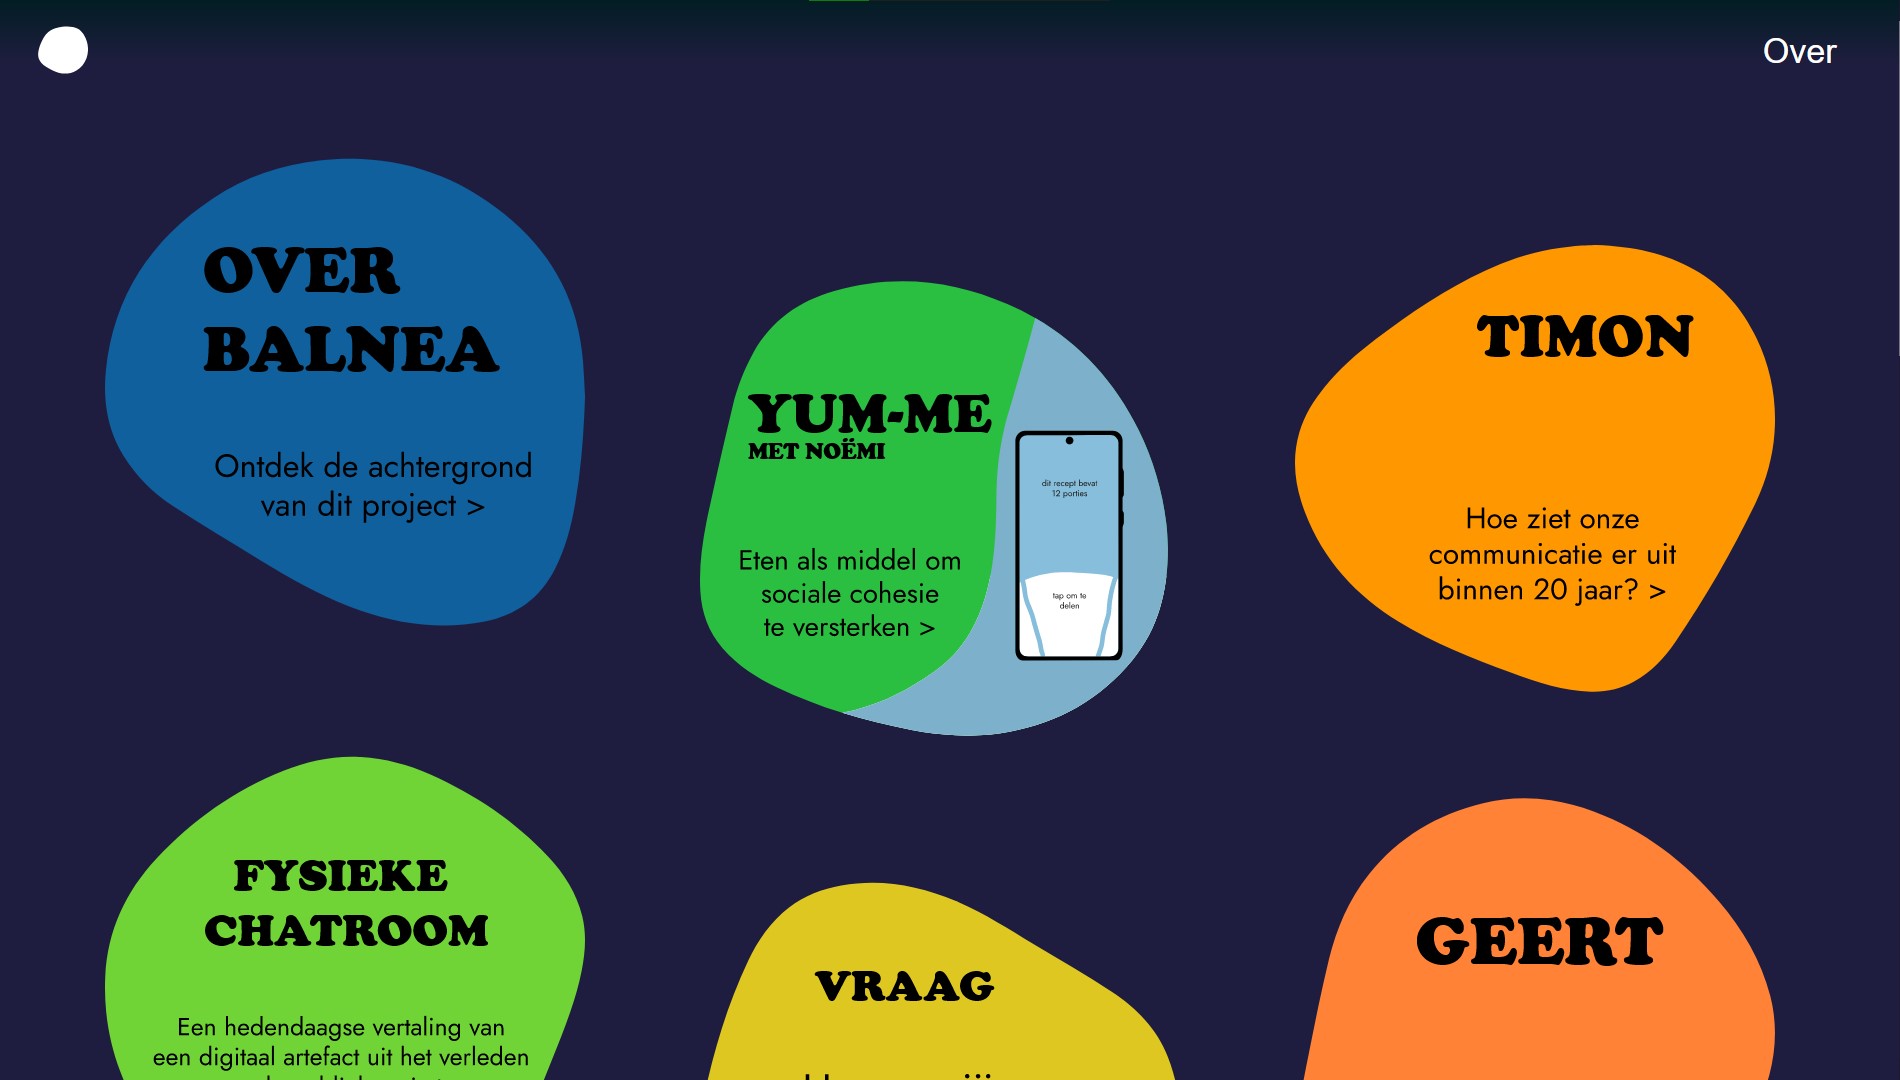 Over
OVER
BALNEA
Ontdek de achtergrond
van dit project >
YUM-ME
MET NOËMI
Eten als middel om
sociale cohesie
te versterken >
dit recept bevat
12 porties
tap om te
delen
TIMON
Hoe ziet onze
communicatie er uit
binnen 20 jaar? >
FYSIEKE
CHATROOM
Een hedendaagse vertaling van
een digitaal artefact uit het verleden
VRAAG
GEERT